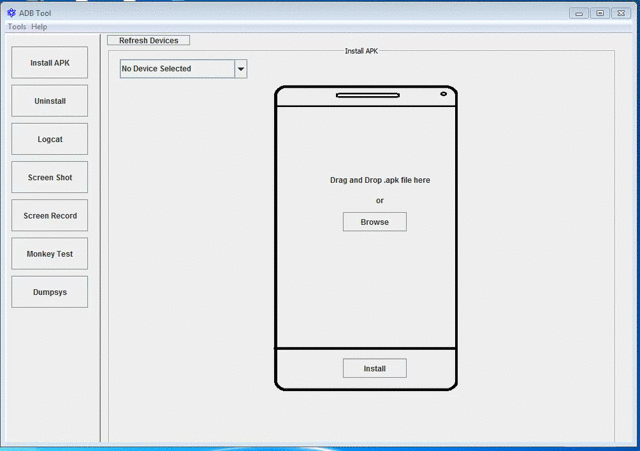 ADB Tool
Tools Help
Refresh Devices
Install APK
No Device Selected
Install APK
Uninstall
Logcat
Screen Shot
Screen Record
Monkey Test
Dumpsys
Drag and Drop .apk file here
or
Browse
Install